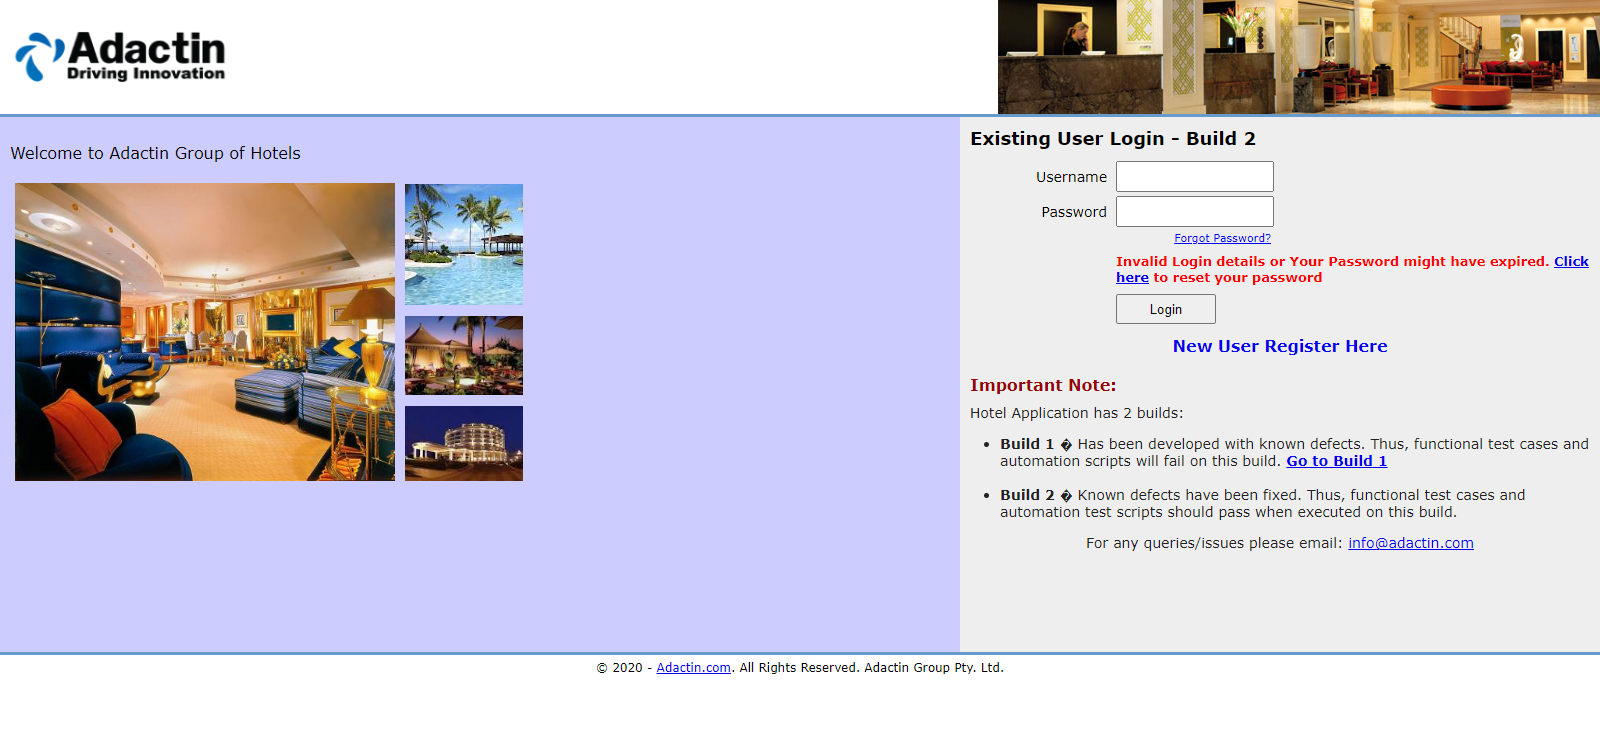 Adactin
Driving Innovation
Welcome to Adactin Group of Hotels
Existing User Login - Build 2
Username
Password
Forgot Password?
Invalid Login details or Your Password might have expired. Click
here to reset your password
Login
New User Register Here
Important Note:
Hotel Application has 2 builds:
• Build 1 � Has been developed with known defects. Thus, functional test cases and
automation scripts will fail on this build. Go to Build 1
• Build 2 � Known defects have been fixed. Thus, functional test cases and
automation test scripts should pass when executed on this build.
For any queries/issues please email: info@adactin.com
© 2020 - Adactin.com. All Rights Reserved. Adactin Group Pty. Ltd.